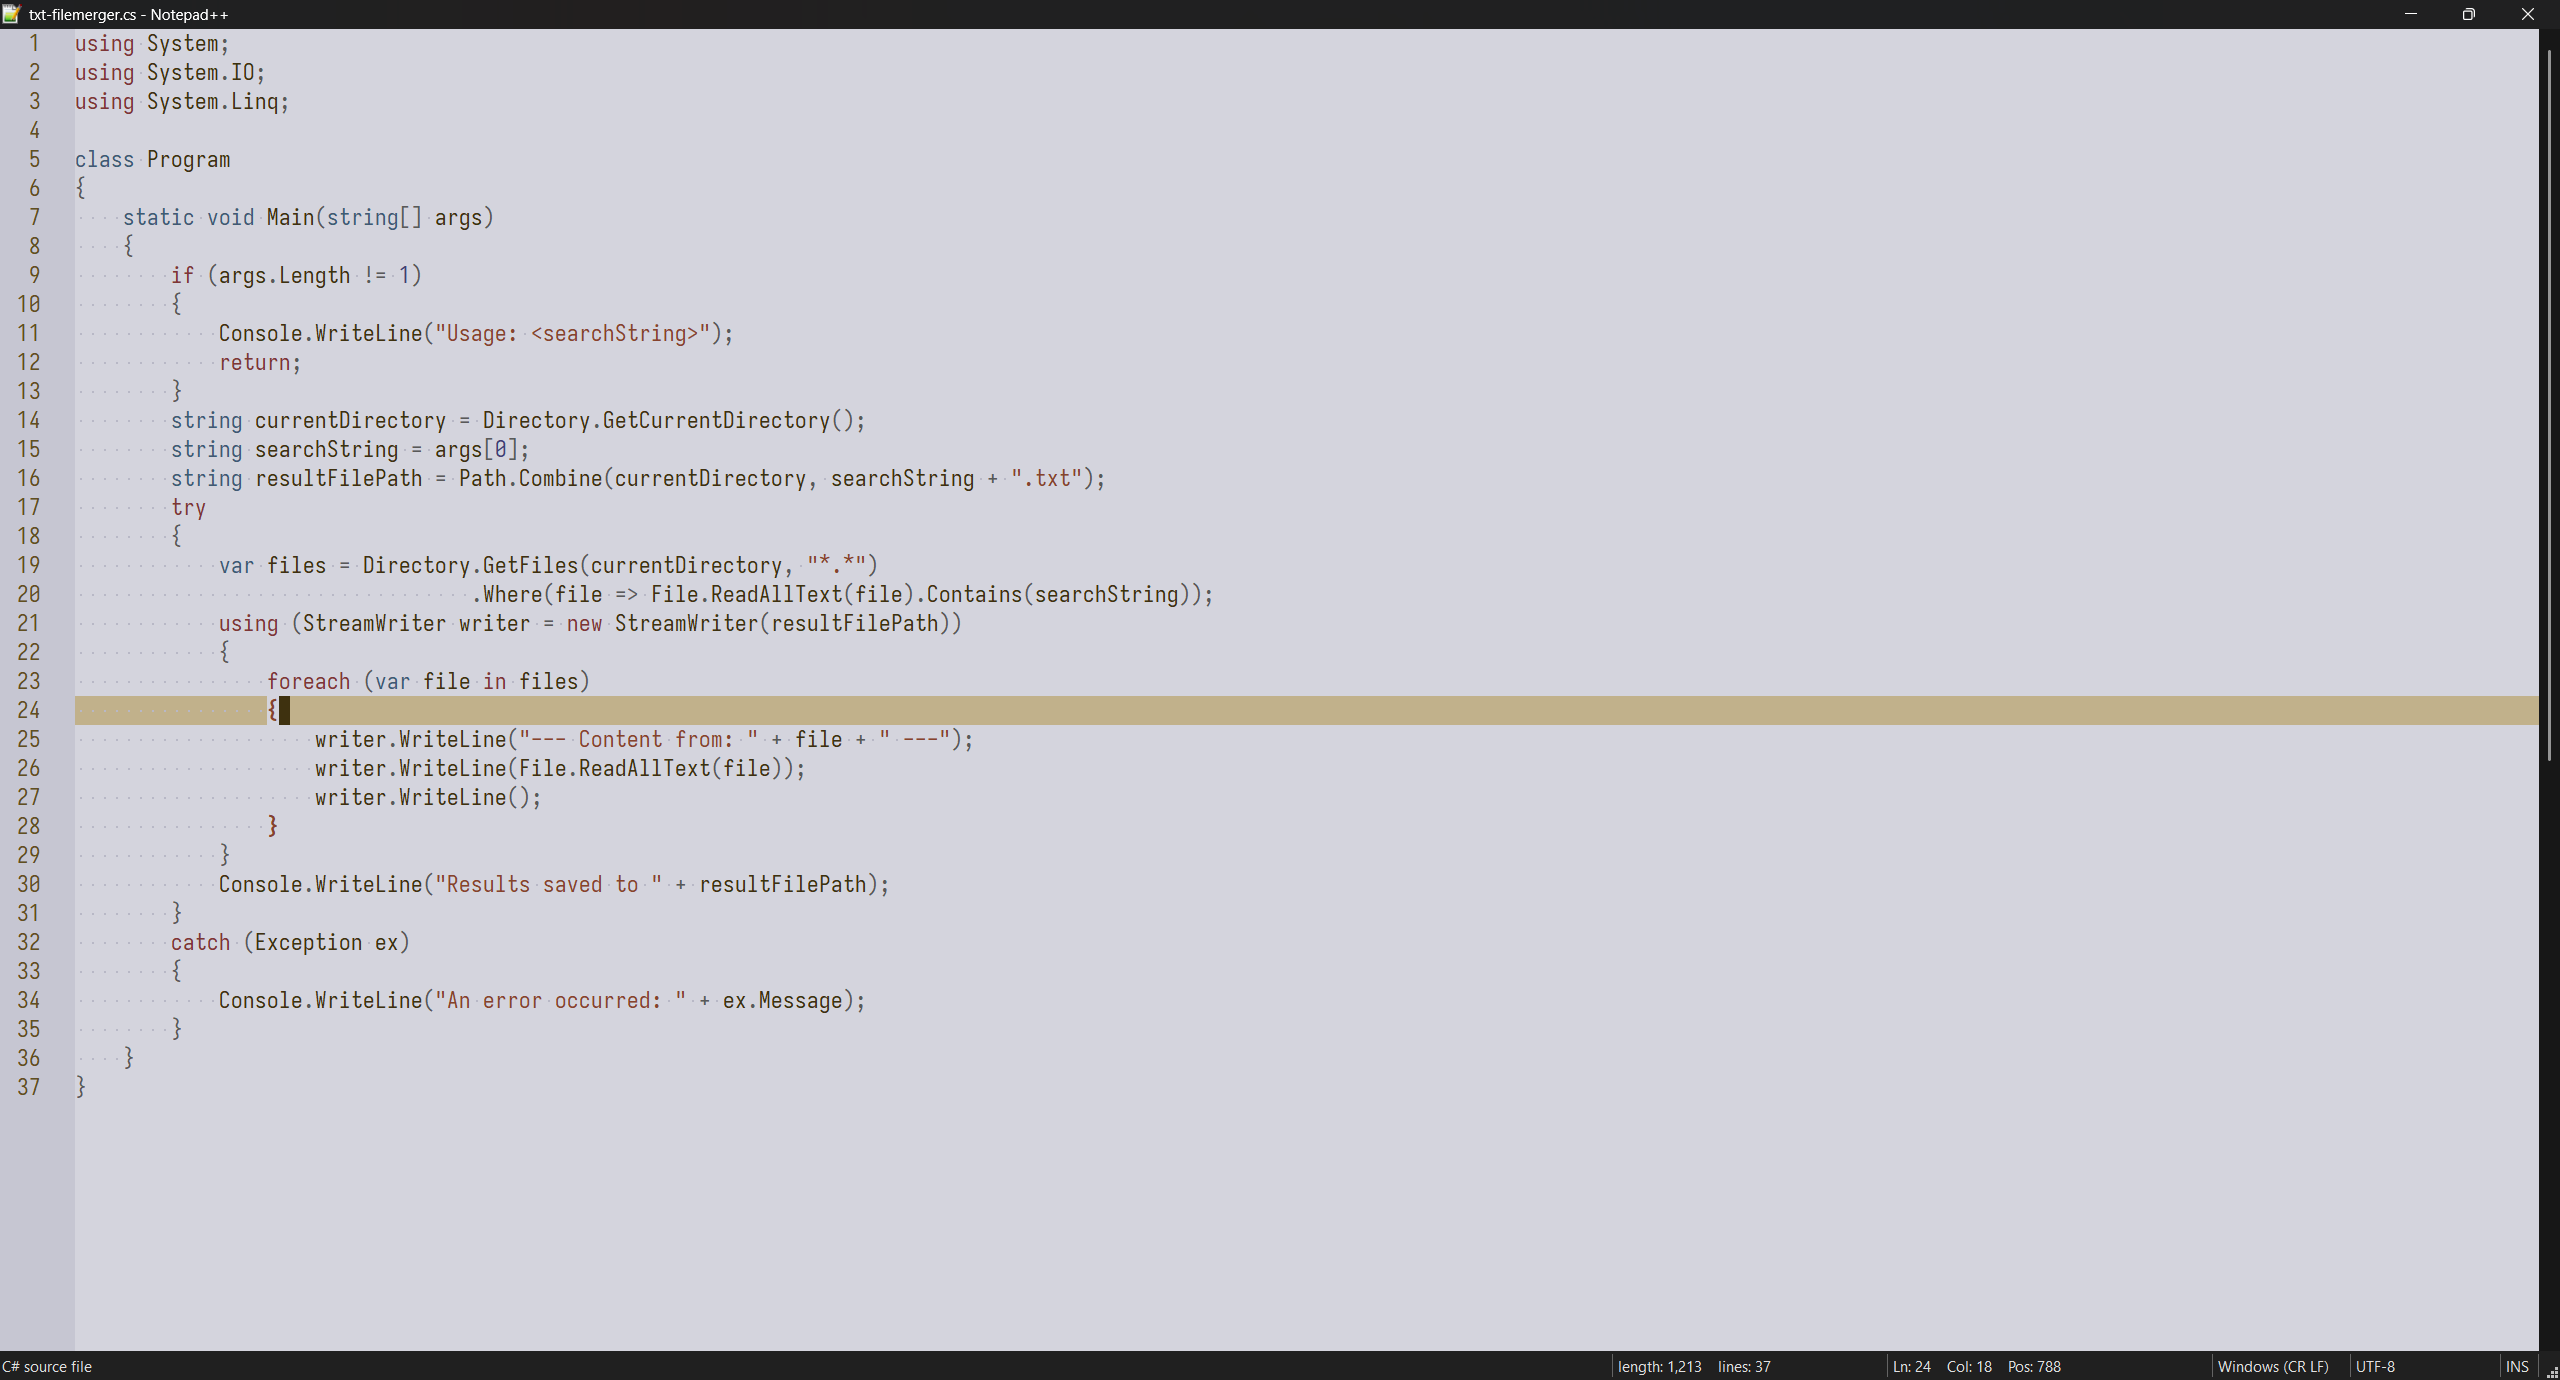 txt-filemerger.cs - Notepad++
1 using System;
2 using System.IO;
3 using System.Linq;
4
5 class Program
6 {
7     static void Main(string[] args)
8     {
9         if (args.Length != 1)
10         {
11             Console.WriteLine("Usage: <searchString>");
12             return;
13         }
14         string currentDirectory = Directory.GetCurrentDirectory();
15         string searchString = args[0];
16         string resultFilePath = Path.Combine(currentDirectory, searchString + ".txt");
17         try
18         {
19             var files = Directory.GetFiles(currentDirectory, "*.*")
20                                  .Where(file => File.ReadAllText(file).Contains(searchString));
21             using (StreamWriter writer = new StreamWriter(resultFilePath))
22             {
23                 foreach (var file in files)
24                 {
25                     writer.WriteLine("--- Content from: " + file + " ---");
26                     writer.WriteLine(File.ReadAllText(file));
27                     writer.WriteLine();
28                 }
29             }
30             Console.WriteLine("Results saved to " + resultFilePath);
31         }
32         catch (Exception ex)
33         {
34             Console.WriteLine("An error occurred: " + ex.Message);
35         }
36     }
37 }
C# source file length: 1,213 lines: 37 Ln: 24 Col: 18 Pos: 788 Windows (CR LF) UTF-8 INS